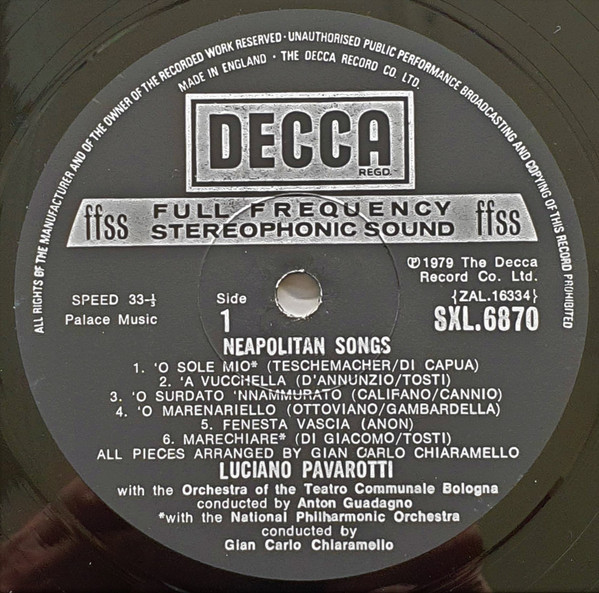 ALL RIGHTS OF THE MANUFACTURER AND OF THE OWNER OF THE RECORDED WORK RESERVED · UNAUTHORISED PUBLIC PERFORMANCE BROADCASTING AND COPYING OF THIS RECORD PROHIBITED
MADE IN ENGLAND · THE DECCA RECORD CO. LTD.
DECCA
REGD.
ffss FULL FREQUENCY ffss
STEREOPHONIC SOUND
℗1979 The Decca
Record Co. Ltd.
SPEED 33-⅓
Palace Music
Side
1
{ZAL.16334}
SXL.6870
NEAPOLITAN SONGS
1. 'O SOLE MIO* (TESCHEMACHER/DI CAPUA)
2. 'A VUCCHELLA (D'ANNUNZIO/TOSTI)
3. 'O SURDATO 'NNAMMURATO (CALIFANO/CANNIO)
4. 'O MARENARIELLO (OTTOVIANO/GAMBARDELLA)
5. FENESTA VASCIA (ANON)
6. MARECHIARE* (DI GIACOMO/TOSTI)
ALL PIECES ARRANGED BY GIAN CARLO CHIARAMELLO
LUCIANO PAVAROTTI
with the Orchestra of the Teatro Communale Bologna
conducted by Anton Guadagno
*with the National Philharmonic Orchestra
conducted by
Gian Carlo Chiaramello